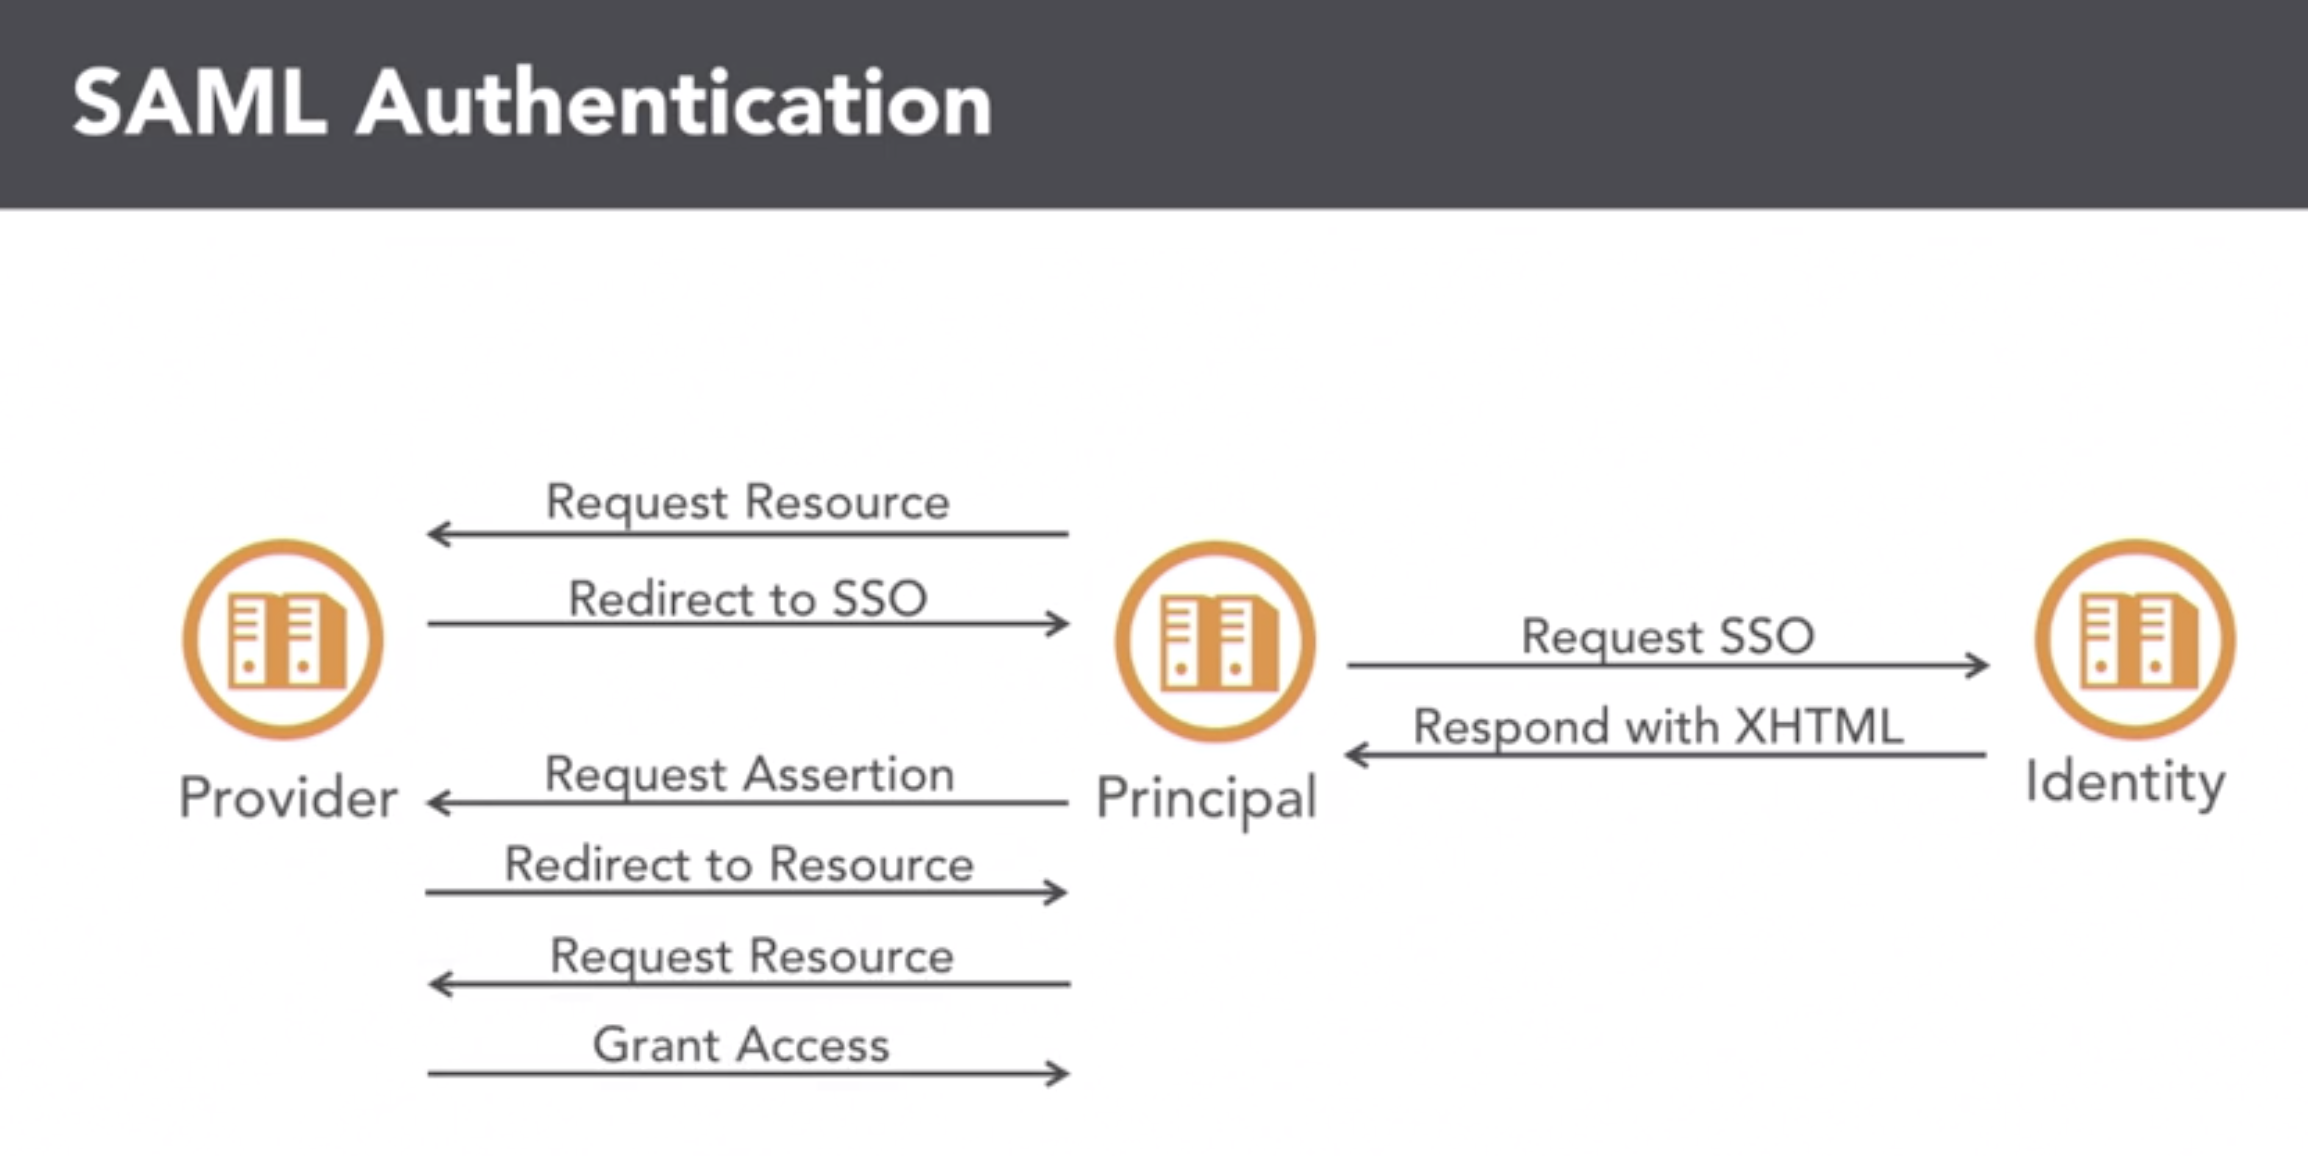 SAML Authentication
Request Resource
Redirect to SSO
Request SSO
Respond with XHTML
Request Assertion
Provider
Principal
Identity
Redirect to Resource
Request Resource
Grant Access